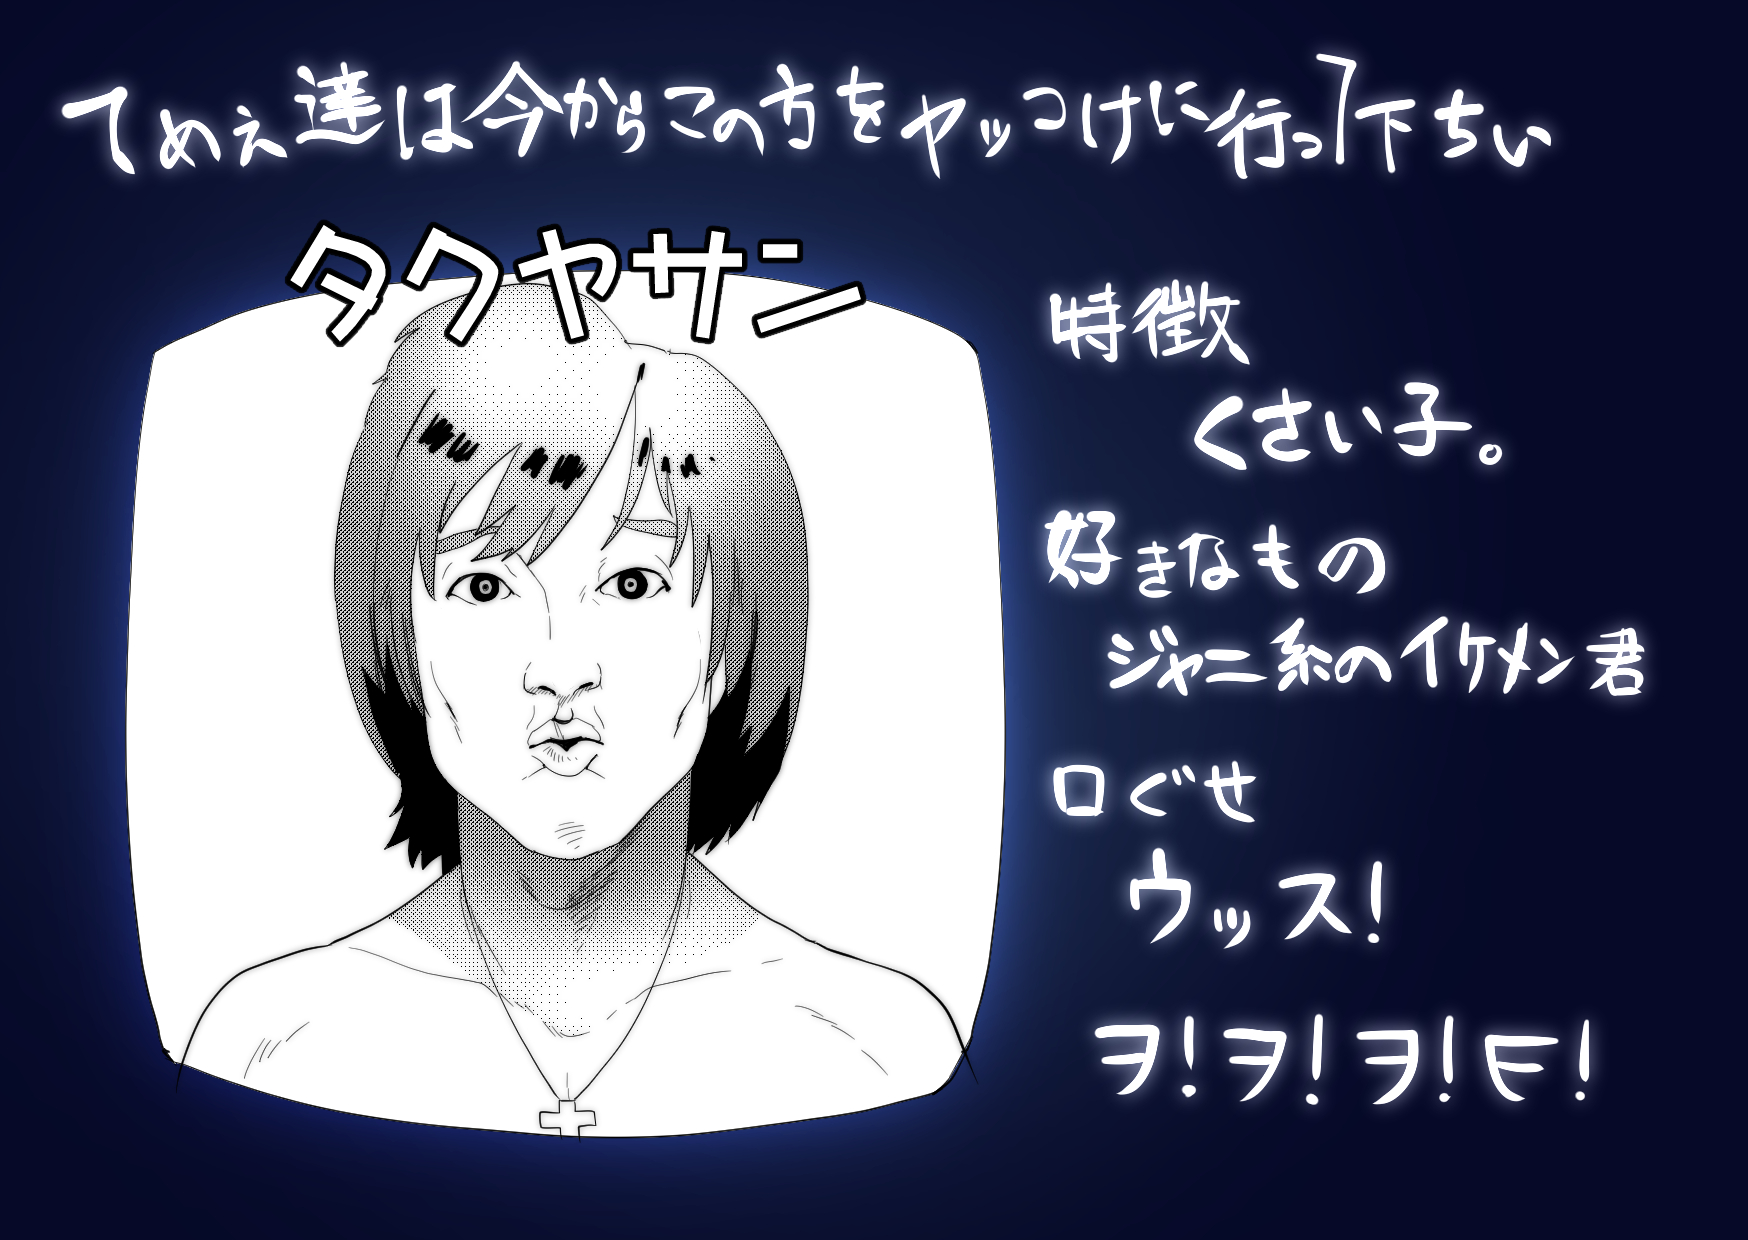 てめぇ達は今からこの方をヤッコけに行って下ちい
タクヤサン
特徴
くさい子。
好きなもの
ジャニ系のイケメン君
口ぐせ
ウッス!
ヲ!ヲ!ヲ!モ!